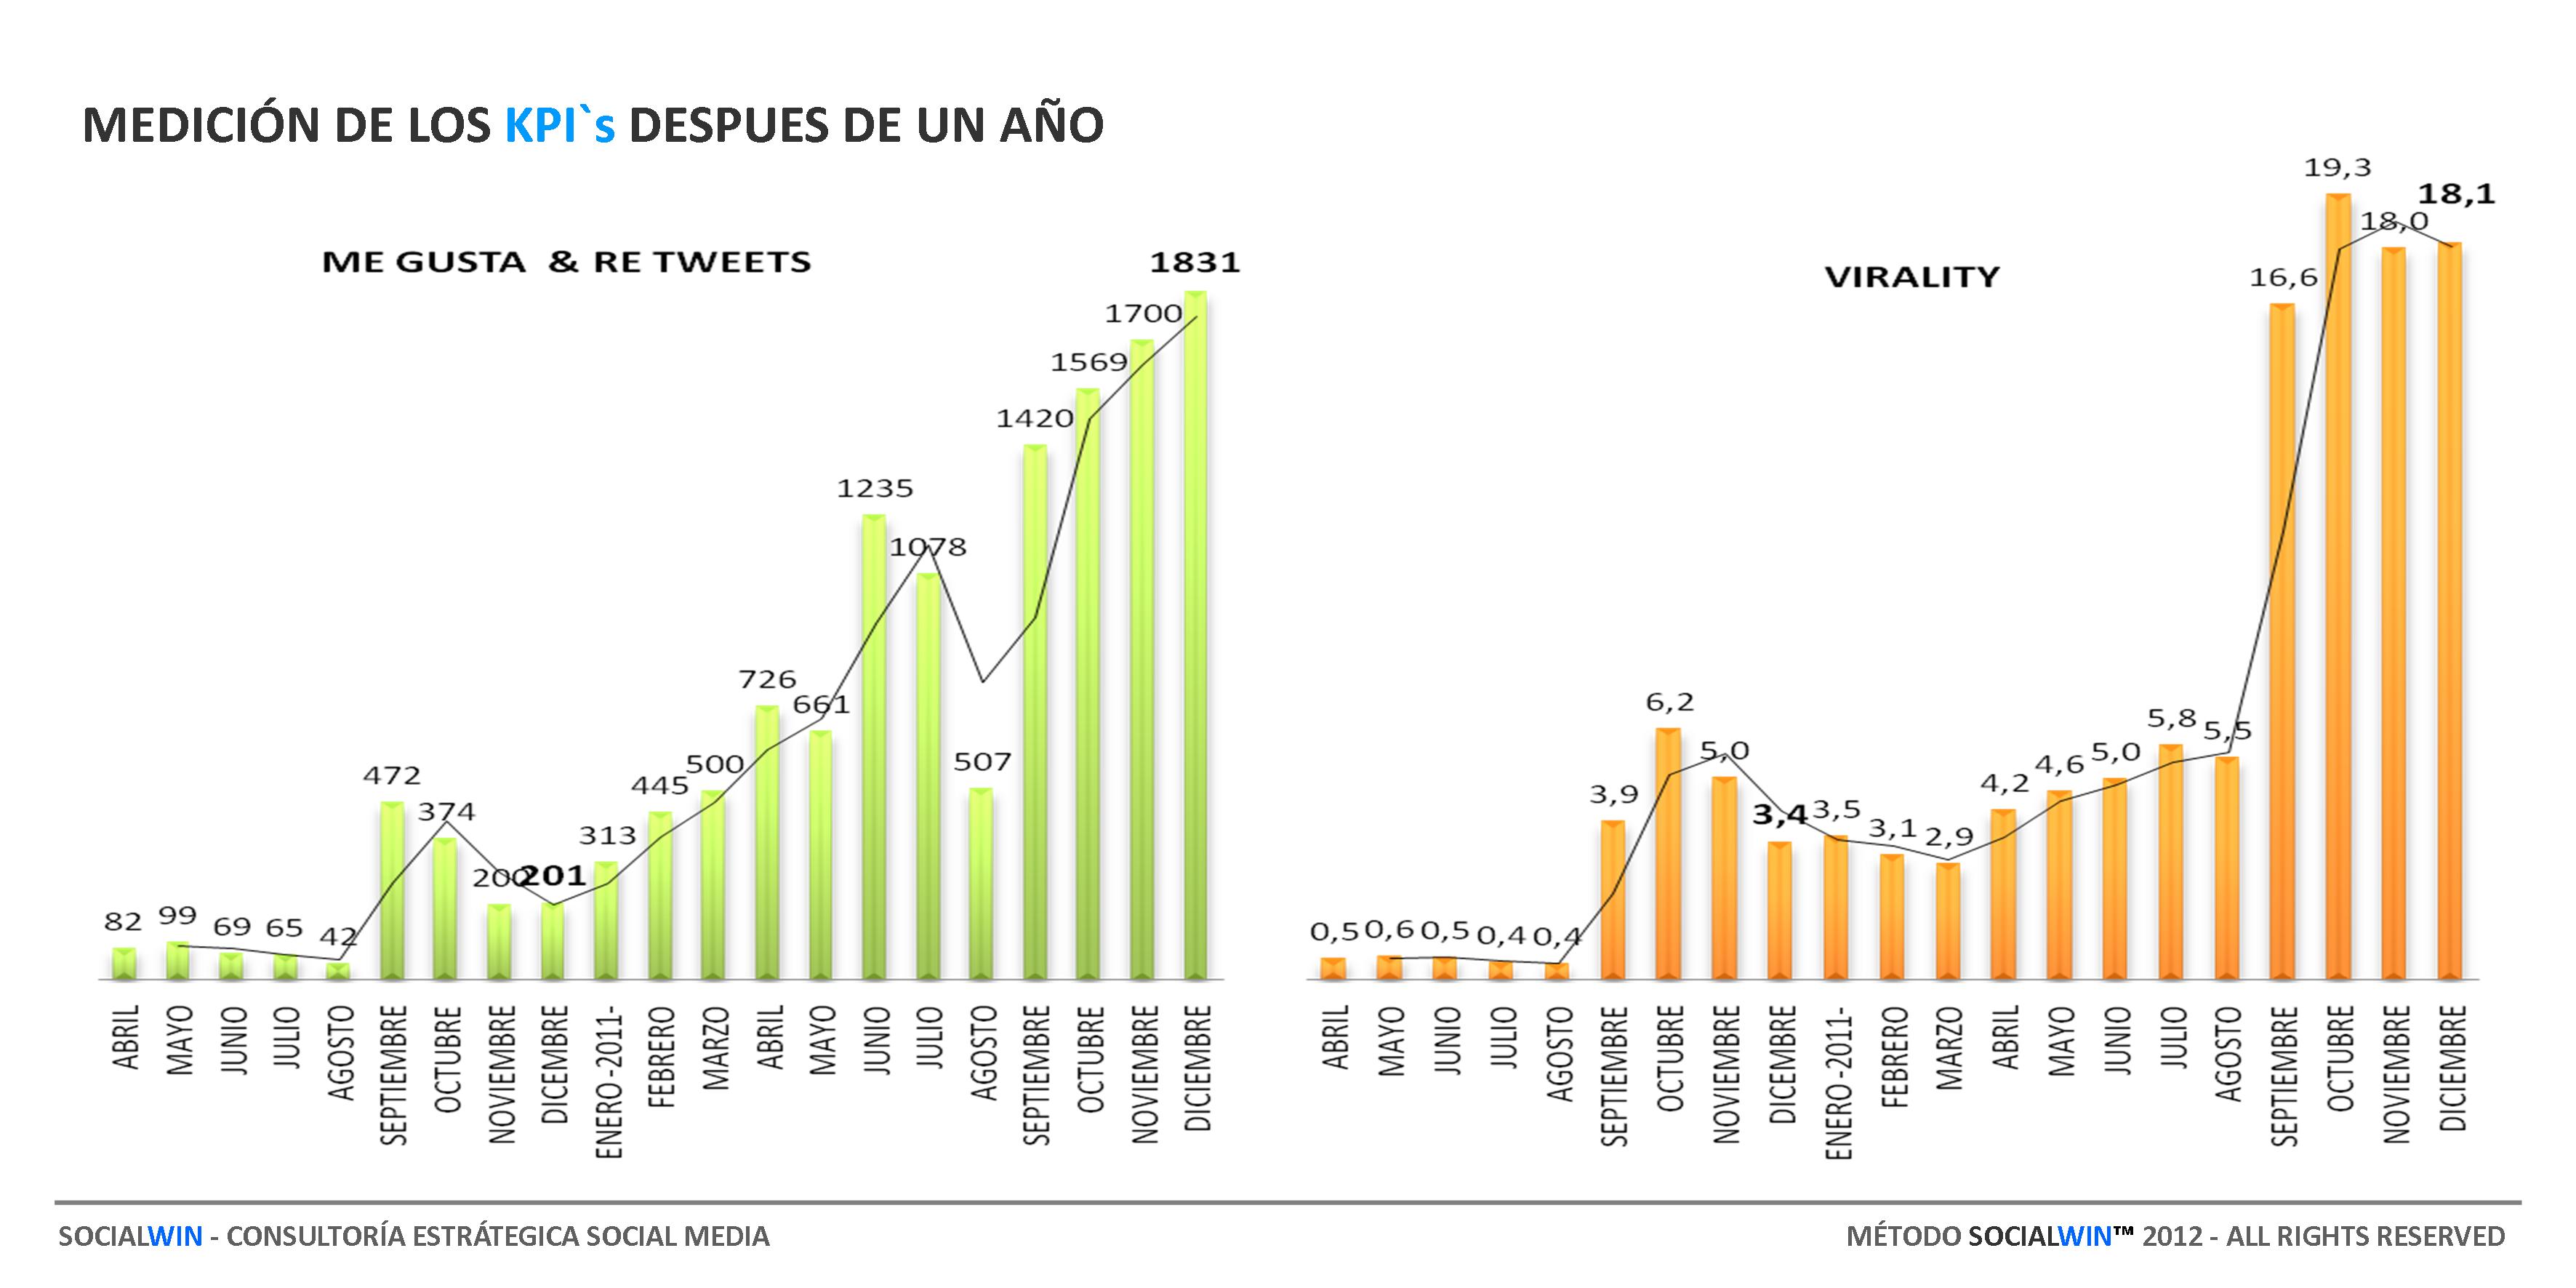 MEDICIÓN DE LOS KPI`s DESPUES DE UN AÑO
ME GUSTA & RE TWEETS
82
99
69
65
42
472
374
200
201
313
445
500
726
661
1235
1078
507
1420
1569
1700
1831
ABRIL
MAYO
JUNIO
JULIO
AGOSTO
SEPTIEMBRE
OCTUBRE
NOVIEMBRE
DICEMBRE
ENERO -2011-
FEBRERO
MARZO
ABRIL
MAYO
JUNIO
JULIO
AGOSTO
SEPTIEMBRE
OCTUBRE
NOVIEMBRE
DICIEMBRE
VIRALITY
0,5
0,6
0,5
0,4
0,4
3,9
6,2
5,0
3,4
3,5
3,1
2,9
4,2
4,6
5,0
5,8
5,5
16,6
19,3
18,0
18,1
ABRIL
MAYO
JUNIO
JULIO
AGOSTO
SEPTIEMBRE
OCTUBRE
NOVIEMBRE
DICEMBRE
ENERO -2011-
FEBRERO
MARZO
ABRIL
MAYO
JUNIO
JULIO
AGOSTO
SEPTIEMBRE
OCTUBRE
NOVIEMBRE
DICIEMBRE
SOCIALWIN - CONSULTORÍA ESTRÁTEGICA SOCIAL MEDIA
MÉTODO SOCIALWIN™ 2012 - ALL RIGHTS RESERVED